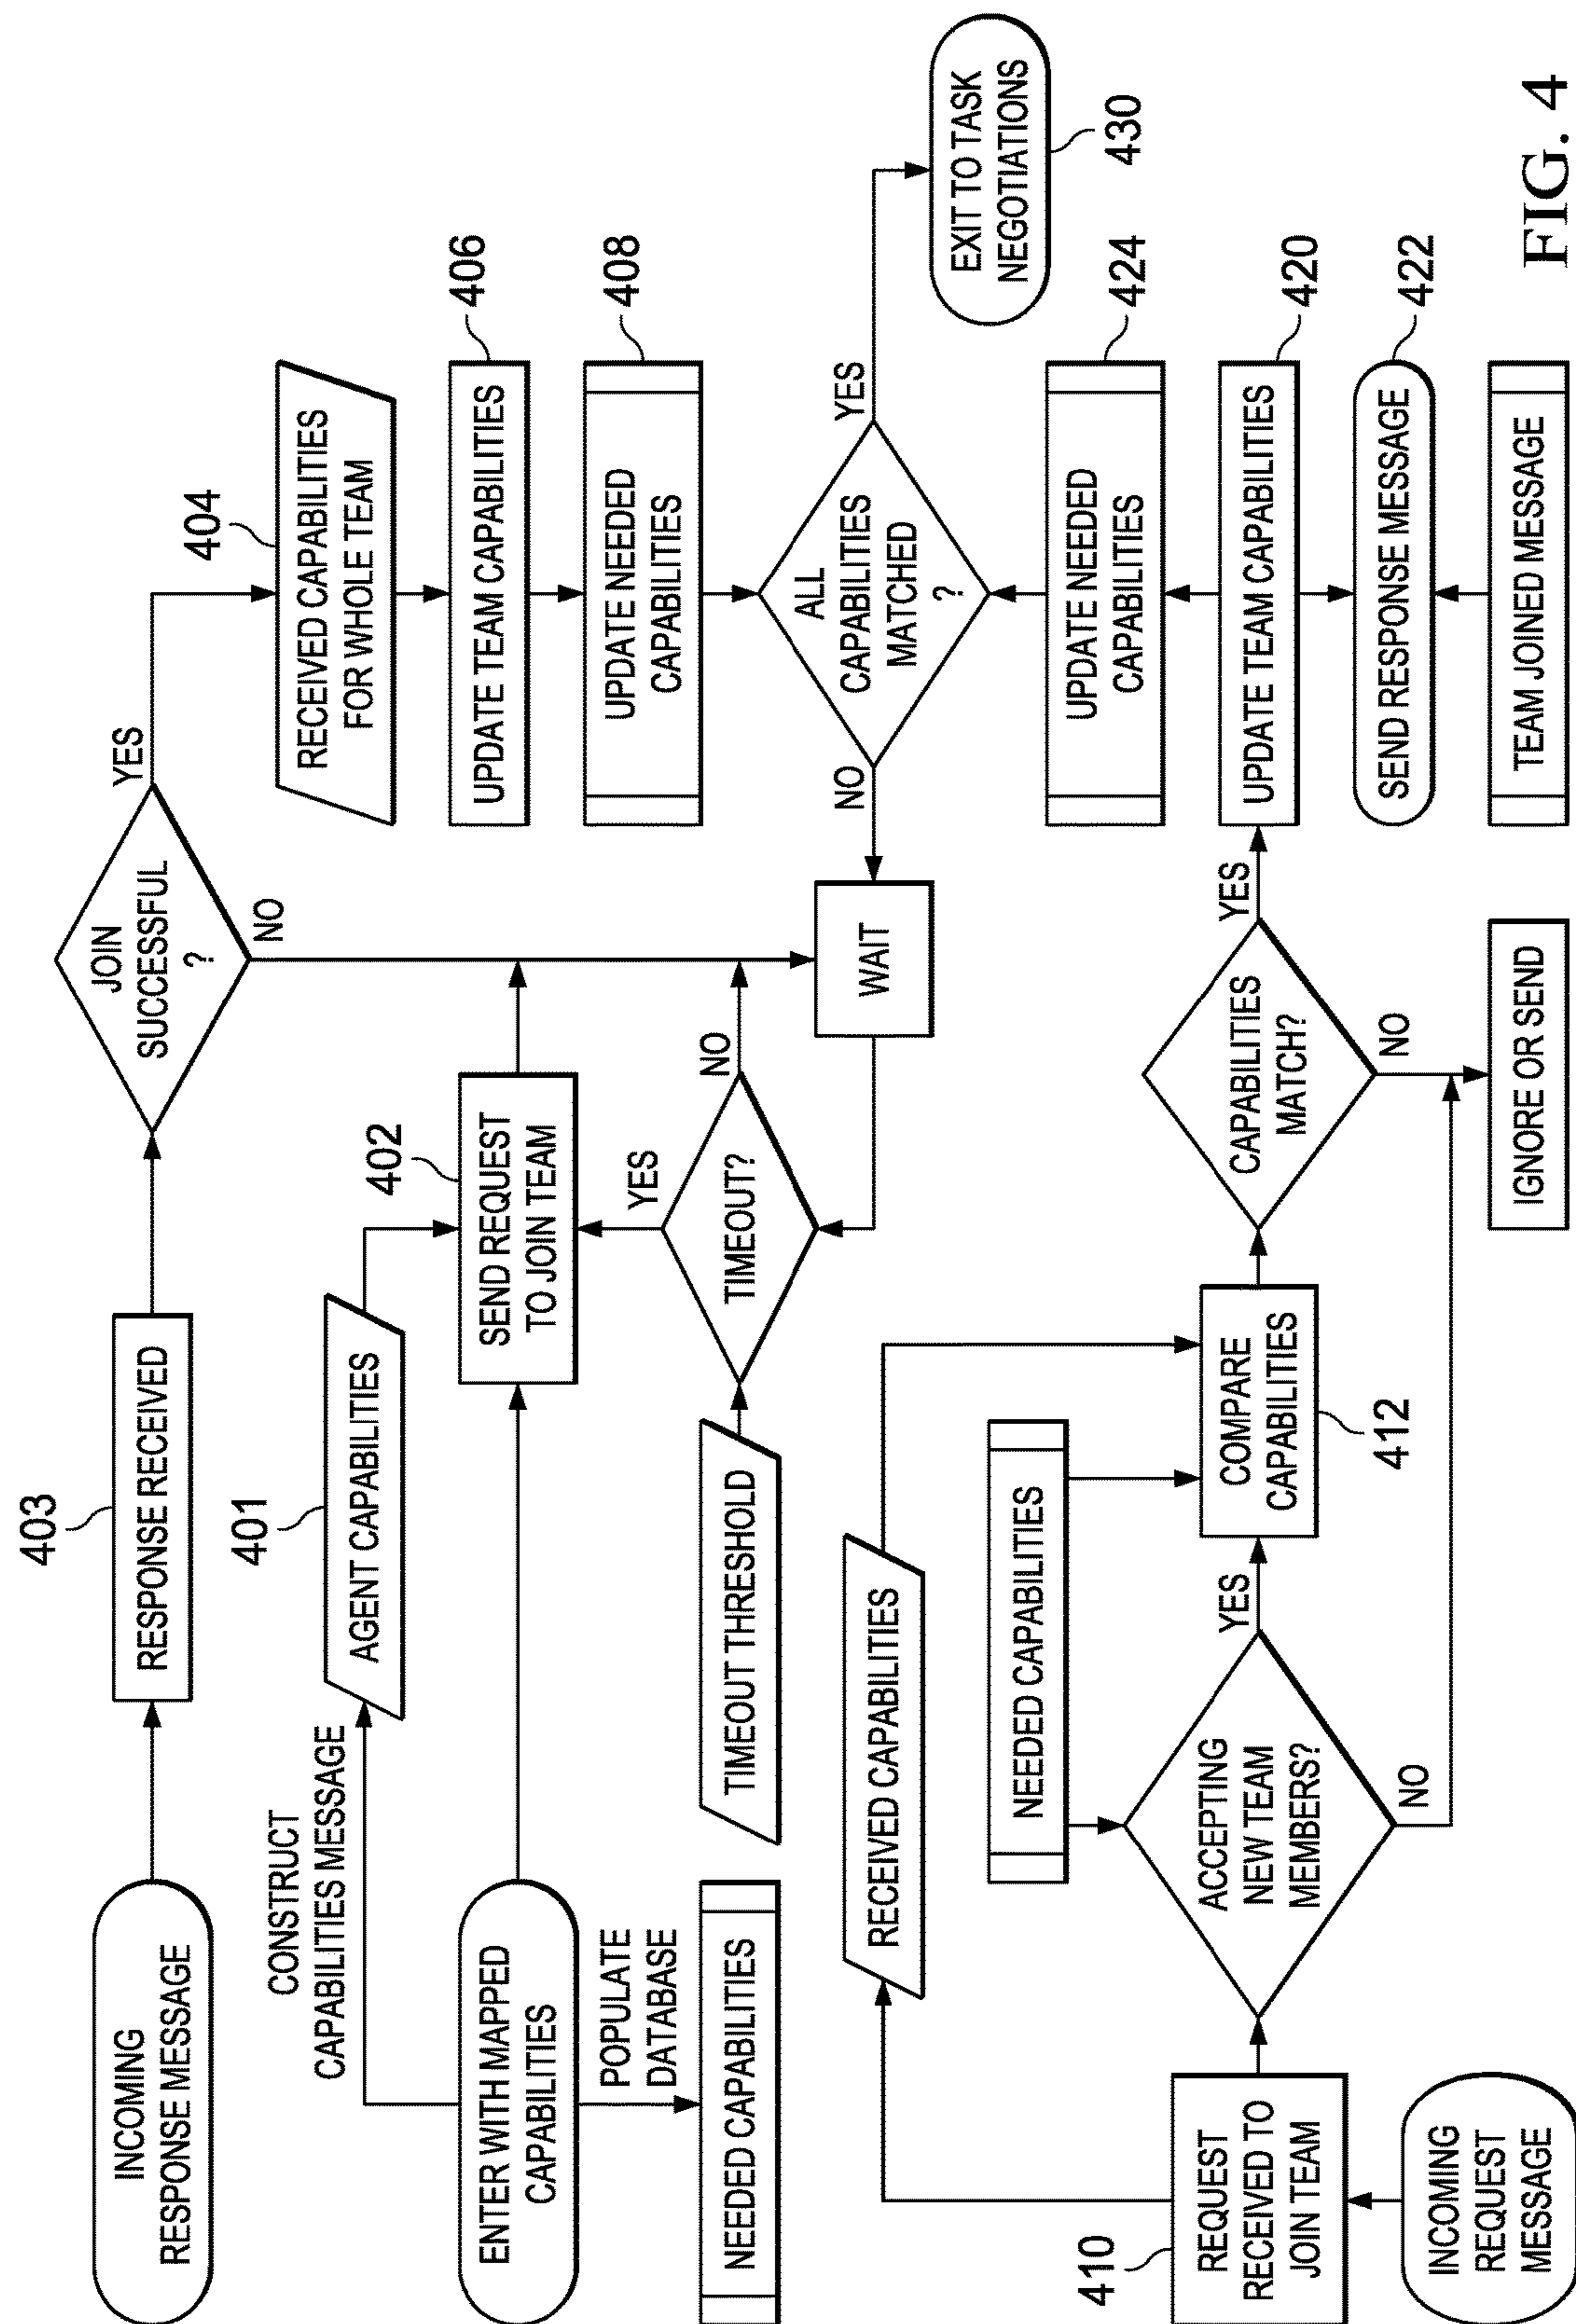 INCOMING
RESPONSE MESSAGE
403
RESPONSE RECEIVED
JOIN
SUCCESSFUL
?
YES
NO
404
RECEIVED CAPABILITIES
FOR WHOLE TEAM
406
UPDATE TEAM CAPABILITIES
408
UPDATE NEEDED
CAPABILITIES
CONSTRUCT
CAPABILITIES MESSAGE
401
AGENT CAPABILITIES
ENTER WITH MAPPED
CAPABILITIES
402
SEND REQUEST
TO JOIN TEAM
POPULATE
DATABASE
NEEDED CAPABILITIES
TIMEOUT THRESHOLD
TIMEOUT?
YES
NO
WAIT
ALL
CAPABILITIES
MATCHED
?
NO
YES
EXIT TO TASK
NEGOTIATIONS
430
RECEIVED CAPABILITIES
NEEDED CAPABILITIES
410
REQUEST
RECEIVED TO
JOIN TEAM
INCOMING
REQUEST
MESSAGE
ACCEPTING
NEW TEAM
MEMBERS?
YES
NO
COMPARE
CAPABILITIES
412
CAPABILITIES
MATCH?
YES
NO
IGNORE OR SEND
UPDATE NEEDED
CAPABILITIES
424
UPDATE TEAM CAPABILITIES
420
SEND RESPONSE MESSAGE
422
TEAM JOINED MESSAGE
FIG. 4